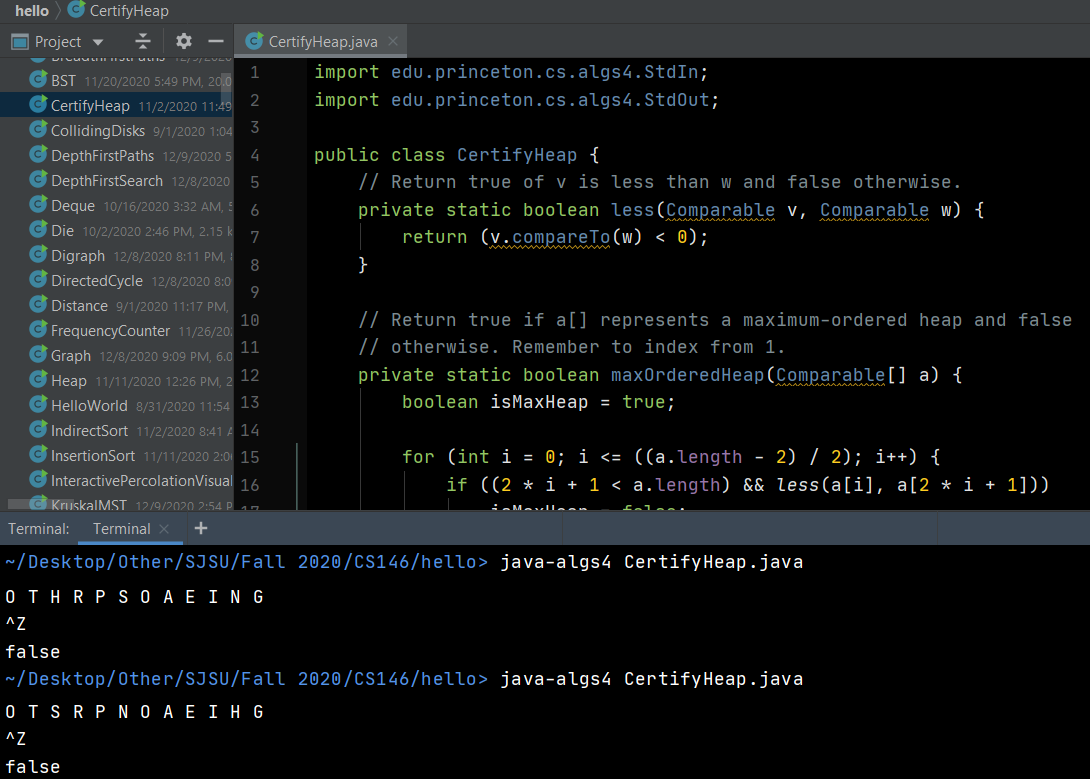 hello CertifyHeap
Project
CertifyHeap.java
BST 11/20/2020 5:49 PM, 20.0
CertifyHeap 11/2/2020 11:49
CollidingDisks 9/1/2020 1:04
DepthFirstPaths 12/9/2020 5
DepthFirstSearch 12/8/2020
Deque 10/16/2020 3:32 AM, 5
Die 10/2/2020 2:46 PM, 2.15 k
Digraph 12/8/2020 8:11 PM,
DirectedCycle 12/8/2020 8:0
Distance 9/1/2020 11:17 PM,
FrequencyCounter 11/26/20
Graph 12/8/2020 9:09 PM, 6.0
Heap 11/11/2020 12:26 PM, 2
HelloWorld 8/31/2020 11:54
IndirectSort 11/2/2020 8:41 A
InsertionSort 11/11/2020 2:0
InteractivePercolationVisual
KruskalMST 12/9/2020 2:54 P
1 import edu.princeton.cs.algs4.StdIn;
2 import edu.princeton.cs.algs4.StdOut;
3
4 public class CertifyHeap {
5 // Return true of v is less than w and false otherwise.
6 private static boolean less(Comparable v, Comparable w) {
7 return (v.compareTo(w) < 0);
8 }
9
10 // Return true if a[] represents a maximum-ordered heap and false
11 // otherwise. Remember to index from 1.
12 private static boolean maxOrderedHeap(Comparable[] a) {
13 boolean isMaxHeap = true;
14
15 for (int i = 0; i <= ((a.length - 2) / 2); i++) {
16 if ((2 * i + 1 < a.length) && less(a[i], a[2 * i + 1]))
17 isMaxHeap = false;
Terminal: Terminal
~/Desktop/Other/SJSU/Fall 2020/CS146/hello> java-algs4 CertifyHeap.java
O T H R P S O A E I N G
^Z
false
~/Desktop/Other/SJSU/Fall 2020/CS146/hello> java-algs4 CertifyHeap.java
O T S R P N O A E I H G
^Z
false